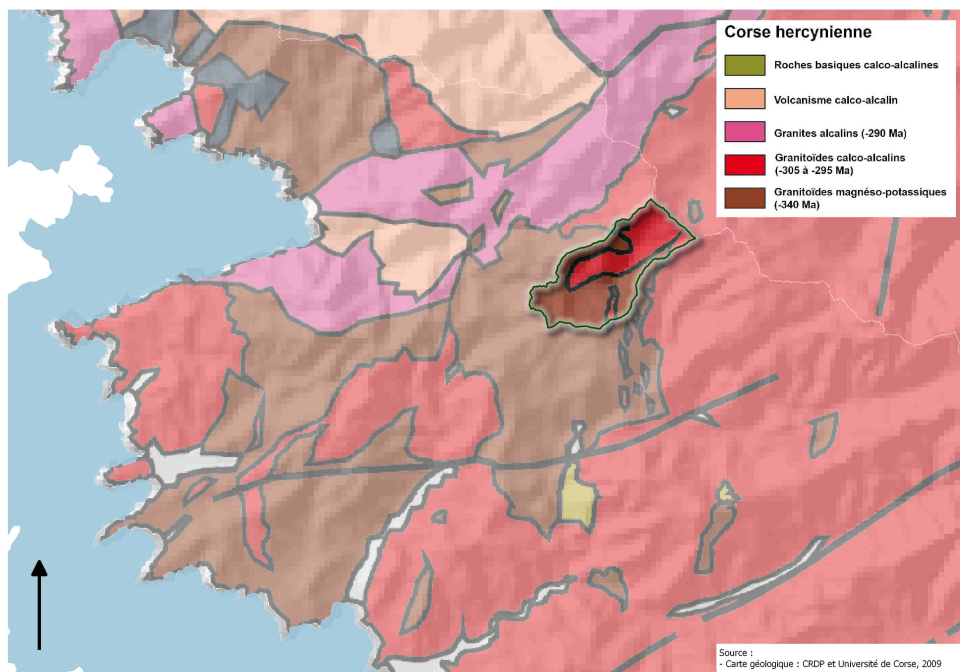 Corse hercynienne
Roches basiques calco-alcalines
Volcanisme calco-alcalin
Granites alcalins (-290 Ma)
Granitoïdes calco-alcalins
(-305 à -295 Ma)
Granitoïdes magnéso-potassiques
(-340 Ma)
Source :
- Carte géologique : CRDP et Université de Corse, 2009